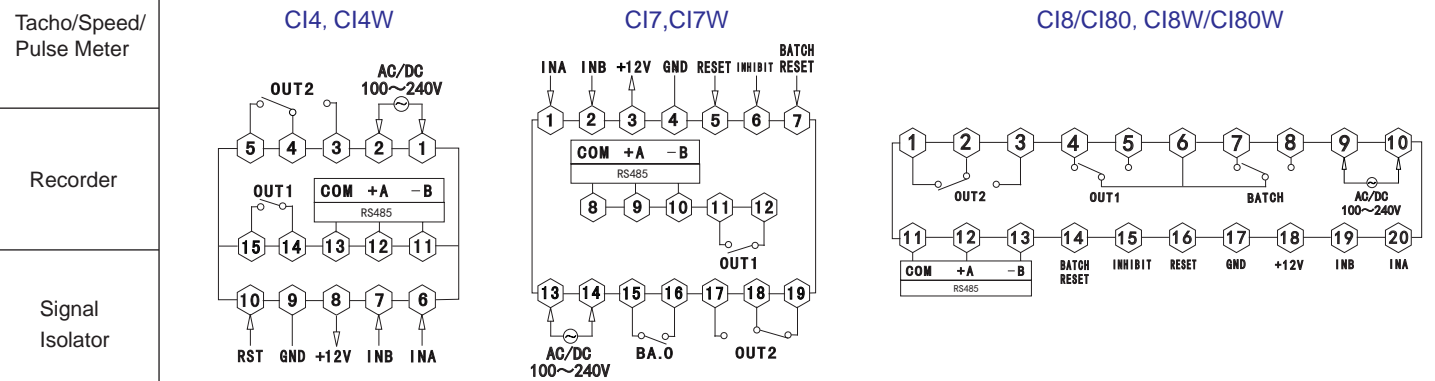 Tacho/Speed/
Pulse Meter
Recorder
Signal
Isolator
CI4, CI4W
OUT2
AC/DC
100～240V
5 4 3 2 1
OUT1
COM +A －B
RS485
15 14 13 12 11
10 9 8 7 6
RST GND +12V INB INA
CI7,CI7W
BATCH
INA INB +12V GND RESET INHIBIT RESET
1 2 3 4 5 6 7
COM +A －B
RS485
8 9 10 11 12
OUT1
13 14 15 16 17 18 19
AC/DC
100～240V
BA.O OUT2
CI8/CI80, CI8W/CI80W
1 2 3 4 5 6 7 8 9 10
OUT2 OUT1 BATCH AC/DC
100～240V
11 12 13 14 15 16 17 18 19 20
COM +A －B
RS485
BATCH
RESET
INHIBIT RESET GND +12V INB INA